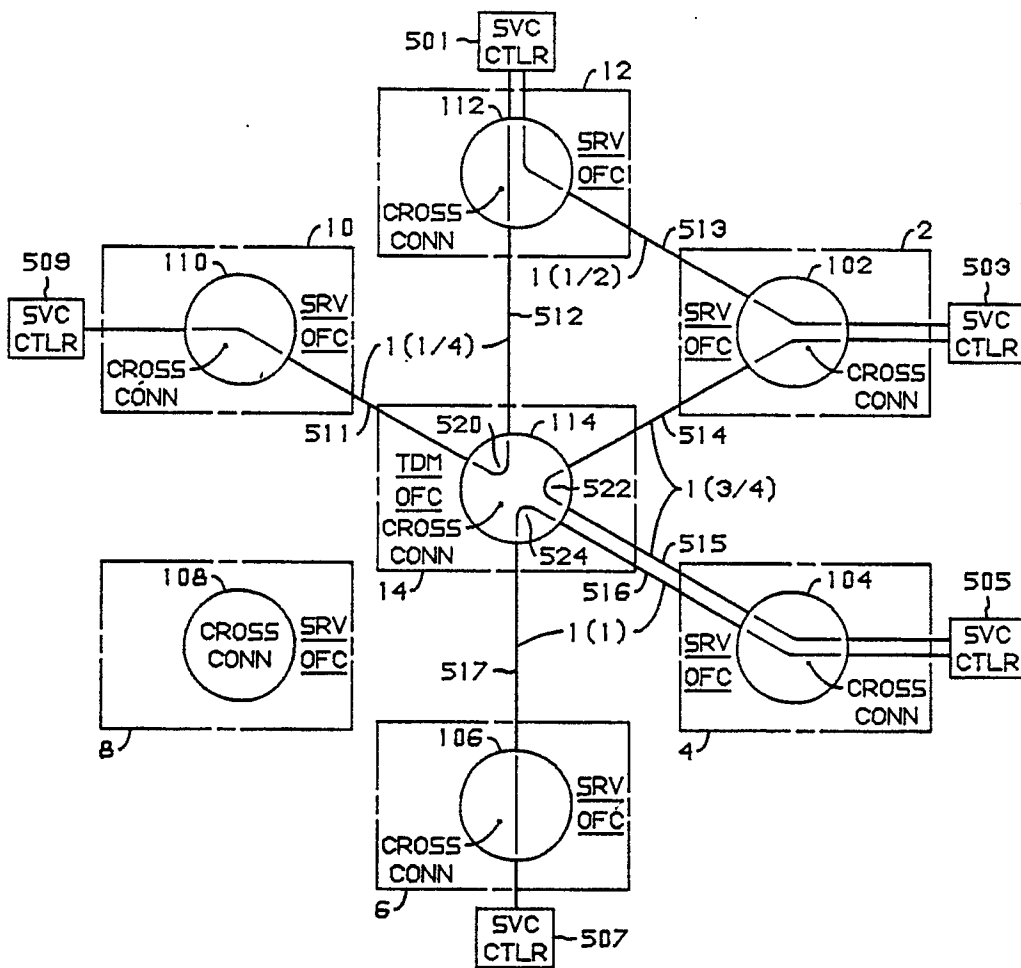 SVC
CTLR
501
12
112
SRV
OFC
CROSS
CONN
10
110
509
SVC
CTLR
SRV
OFC
CROSS
CONN
513
1(1/2)
2
102
503
SVC
CTLR
SRV
OFC
CROSS
CONN
512
1(1/4)
511
514
520
114
TDM
OFC
CROSS
CONN
522
524
14
1(3/4)
515
516
108
CROSS
CONN
SRV
OFC
8
104
505
SVC
CTLR
SRV
OFC
CROSS
CONN
4
1(1)
517
106
SRV
OFC
CROSS
CONN
6
SVC
CTLR
507